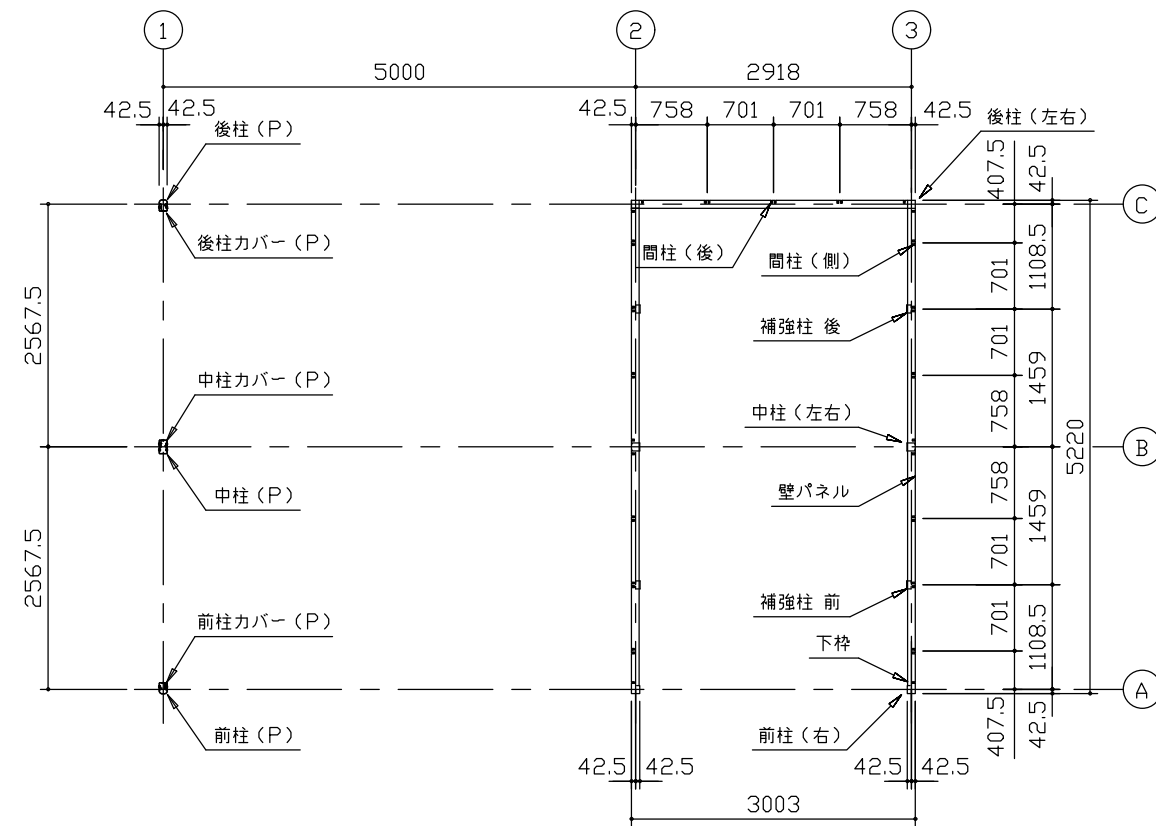 1
2
3
5000
2918
42.5
42.5
42.5
758
701
701
758
42.5
後柱（P）
後柱（左右）
407.5
42.5
C
後柱カバー（P）
間柱（後）
間柱（側）
701
1108.5
2567.5
補強柱 後
701
1459
中柱カバー（P）
中柱（左右）
758
B
5220
中柱（P）
壁パネル
758
1459
701
2567.5
補強柱 前
前柱カバー（P）
下枠
701
1108.5
A
前柱（P）
前柱（右）
407.5
42.5
42.5
42.5
42.5
42.5
3003